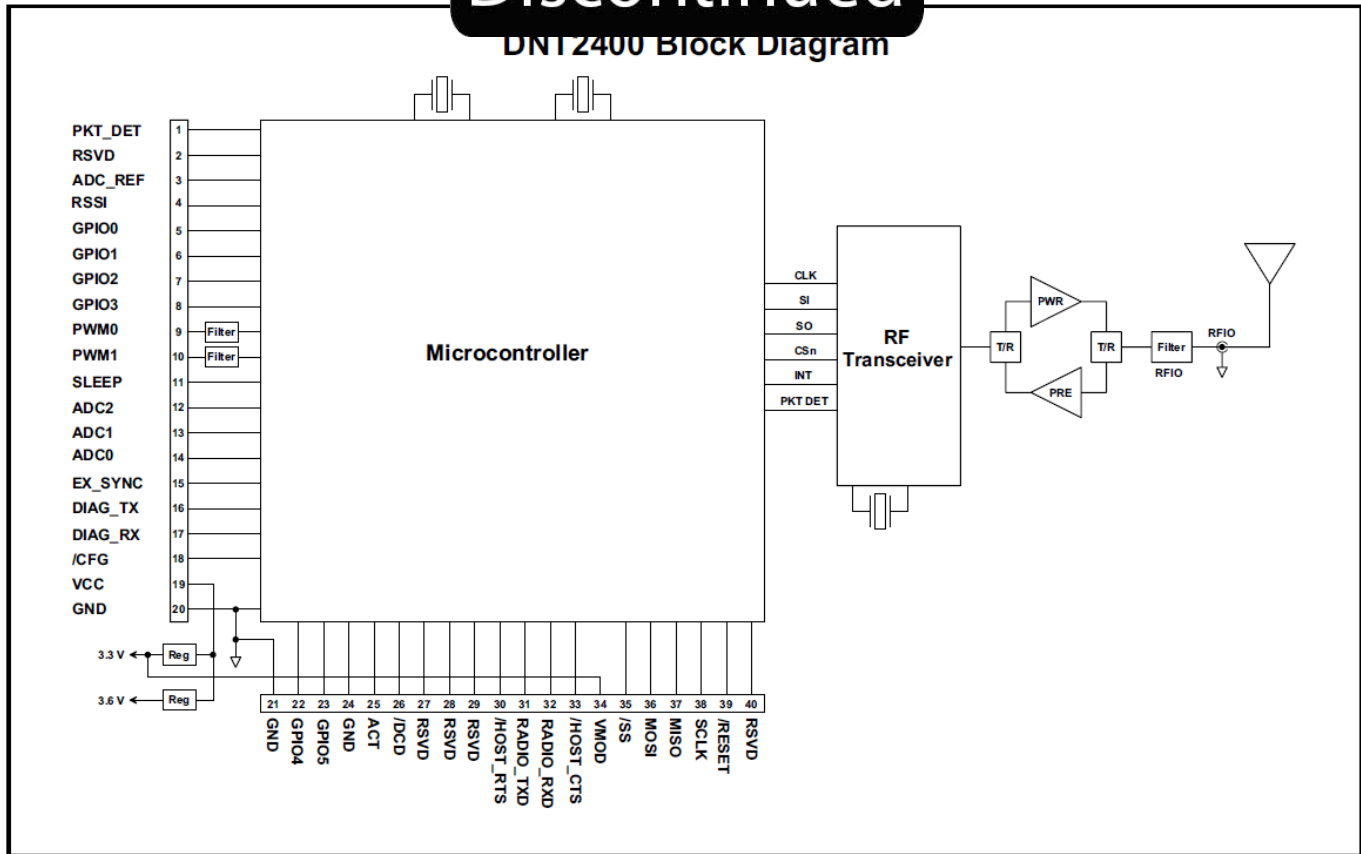 Discontinued
DNT2400 Block Diagram
PKT_DET 1
RSVD 2
ADC_REF 3
RSSI 4
GPIO0 5
GPIO1 6
GPIO2 7
GPIO3 8
PWM0 9 Filter
PWM1 10 Filter
SLEEP 11
ADC2 12
ADC1 13
ADC0 14
EX_SYNC 15
DIAG_TX 16
DIAG_RX 17
/CFG 18
VCC 19
GND 20
Microcontroller
CLK
SI
SO
CSn
INT
PKT DET
RF
Transceiver
T/R
PWR
PRE
T/R
Filter
RFIO
RFIO
3.3 V Reg
3.6 V Reg
21 GND
22 GPIO4
23 GPIO5
24 GND
25 ACT
26 /DCD
27 RSVD
28 RSVD
29 RSVD
30 /HOST_RTS
31 RADIO_TXD
32 RADIO_RXD
33 /HOST_CTS
34 VMOD
35 /SS
36 MOSI
37 MISO
38 SCLK
39 /RESET
40 RSVD